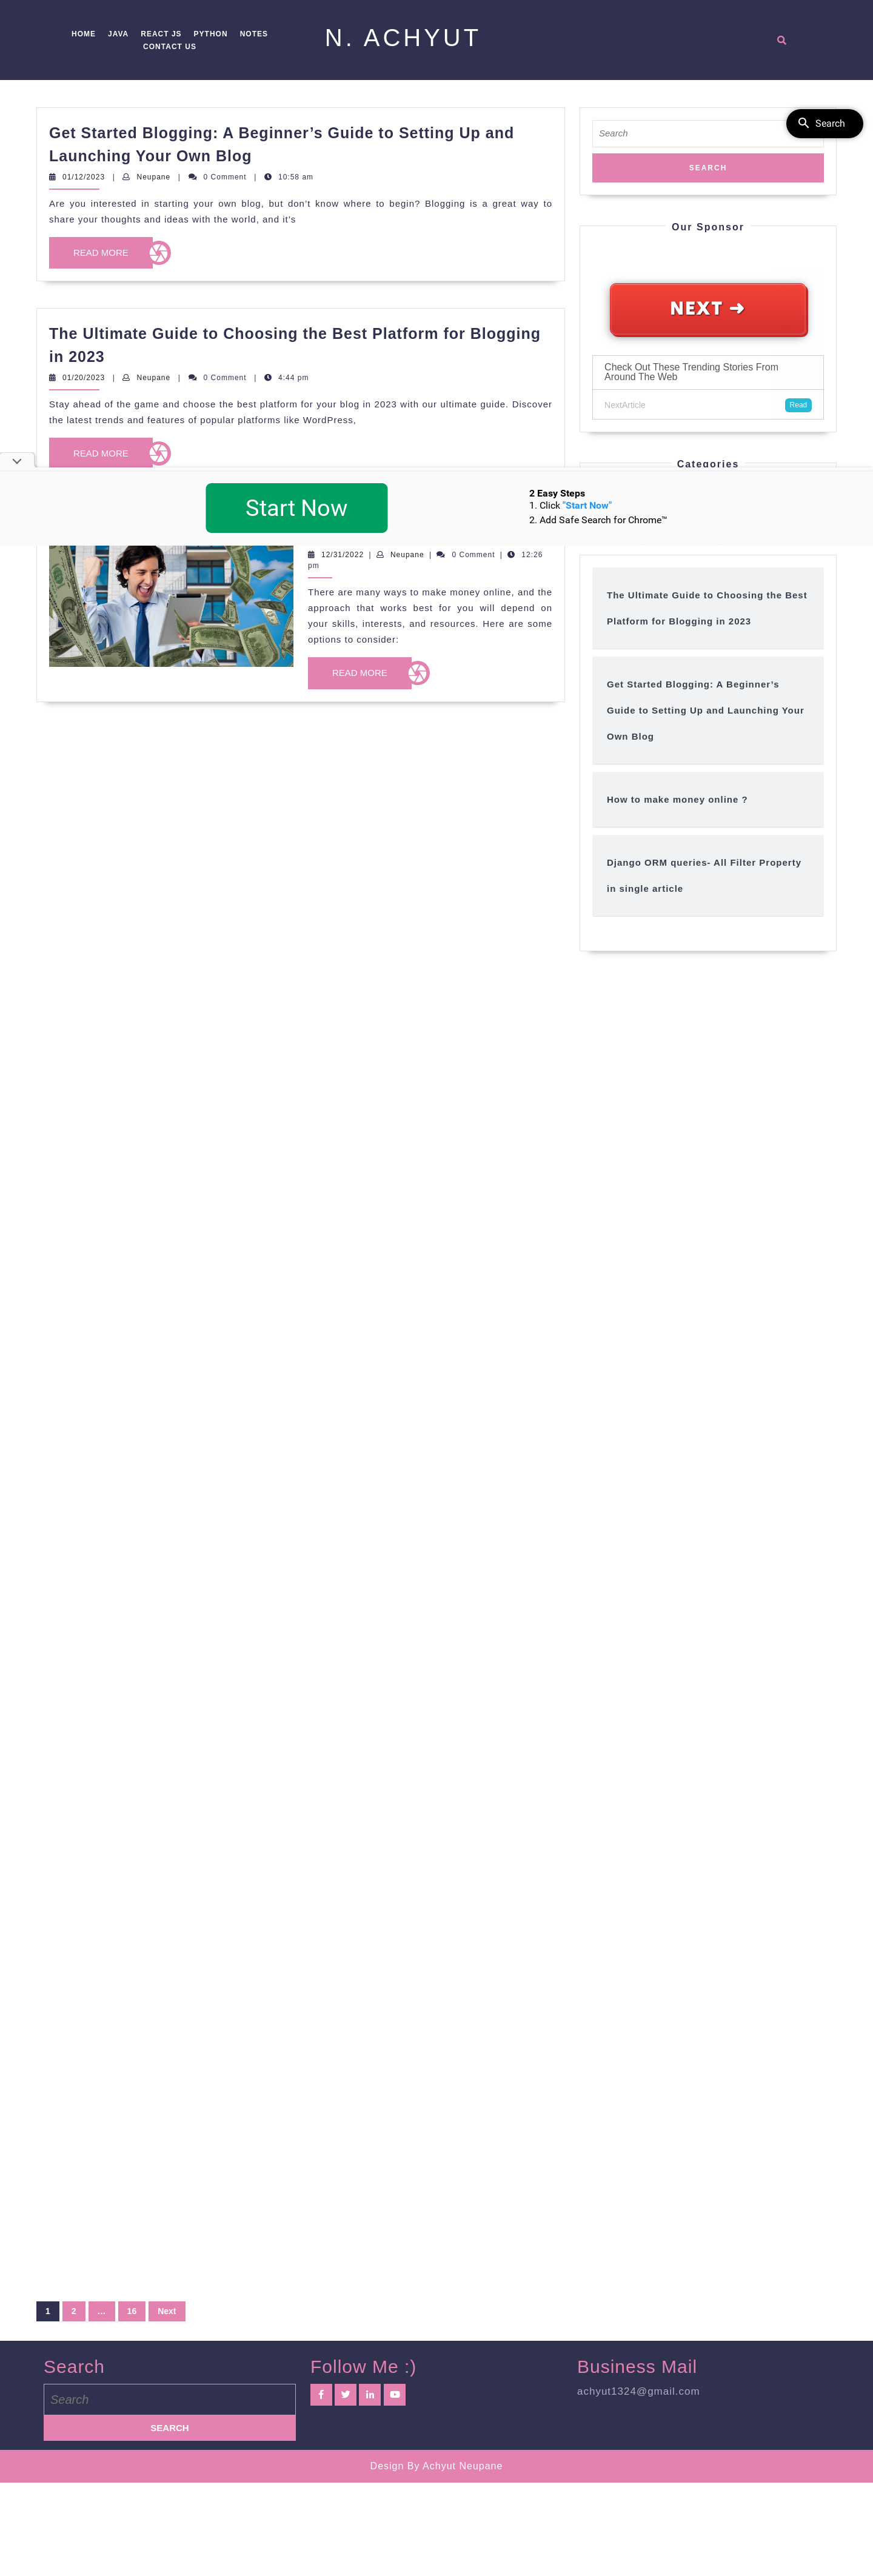 HOME JAVA REACT JS PYTHON NOTES
CONTACT US
N. ACHYUT
Get Started Blogging: A Beginner’s Guide to Setting Up and
Launching Your Own Blog
01/12/2023 | Neupane | 0 Comment | 10:58 am
Are you interested in starting your own blog, but don’t know where to begin? Blogging is a great way to
share your thoughts and ideas with the world, and it’s
READ MORE
The Ultimate Guide to Choosing the Best Platform for Blogging
in 2023
01/20/2023 | Neupane | 0 Comment | 4:44 pm
Stay ahead of the game and choose the best platform for your blog in 2023 with our ultimate guide. Discover
the latest trends and features of popular platforms like WordPress,
READ MORE
12/31/2022 | Neupane | 0 Comment | 12:26
pm
There are many ways to make money online, and the
approach that works best for you will depend on
your skills, interests, and resources. Here are some
options to consider:
READ MORE
Search
Search
SEARCH
Our Sponsor
NEXT ➜
Check Out These Trending Stories From
Around The Web
NextArticle
Read
Categories
Start Now
2 Easy Steps
1. Click "Start Now"
2. Add Safe Search for Chrome™
The Ultimate Guide to Choosing the Best
Platform for Blogging in 2023
Get Started Blogging: A Beginner’s
Guide to Setting Up and Launching Your
Own Blog
How to make money online ?
Django ORM queries- All Filter Property
in single article
1 2 … 16 Next
Search
Search
SEARCH
Follow Me :)
Business Mail
achyut1324@gmail.com
Design By Achyut Neupane